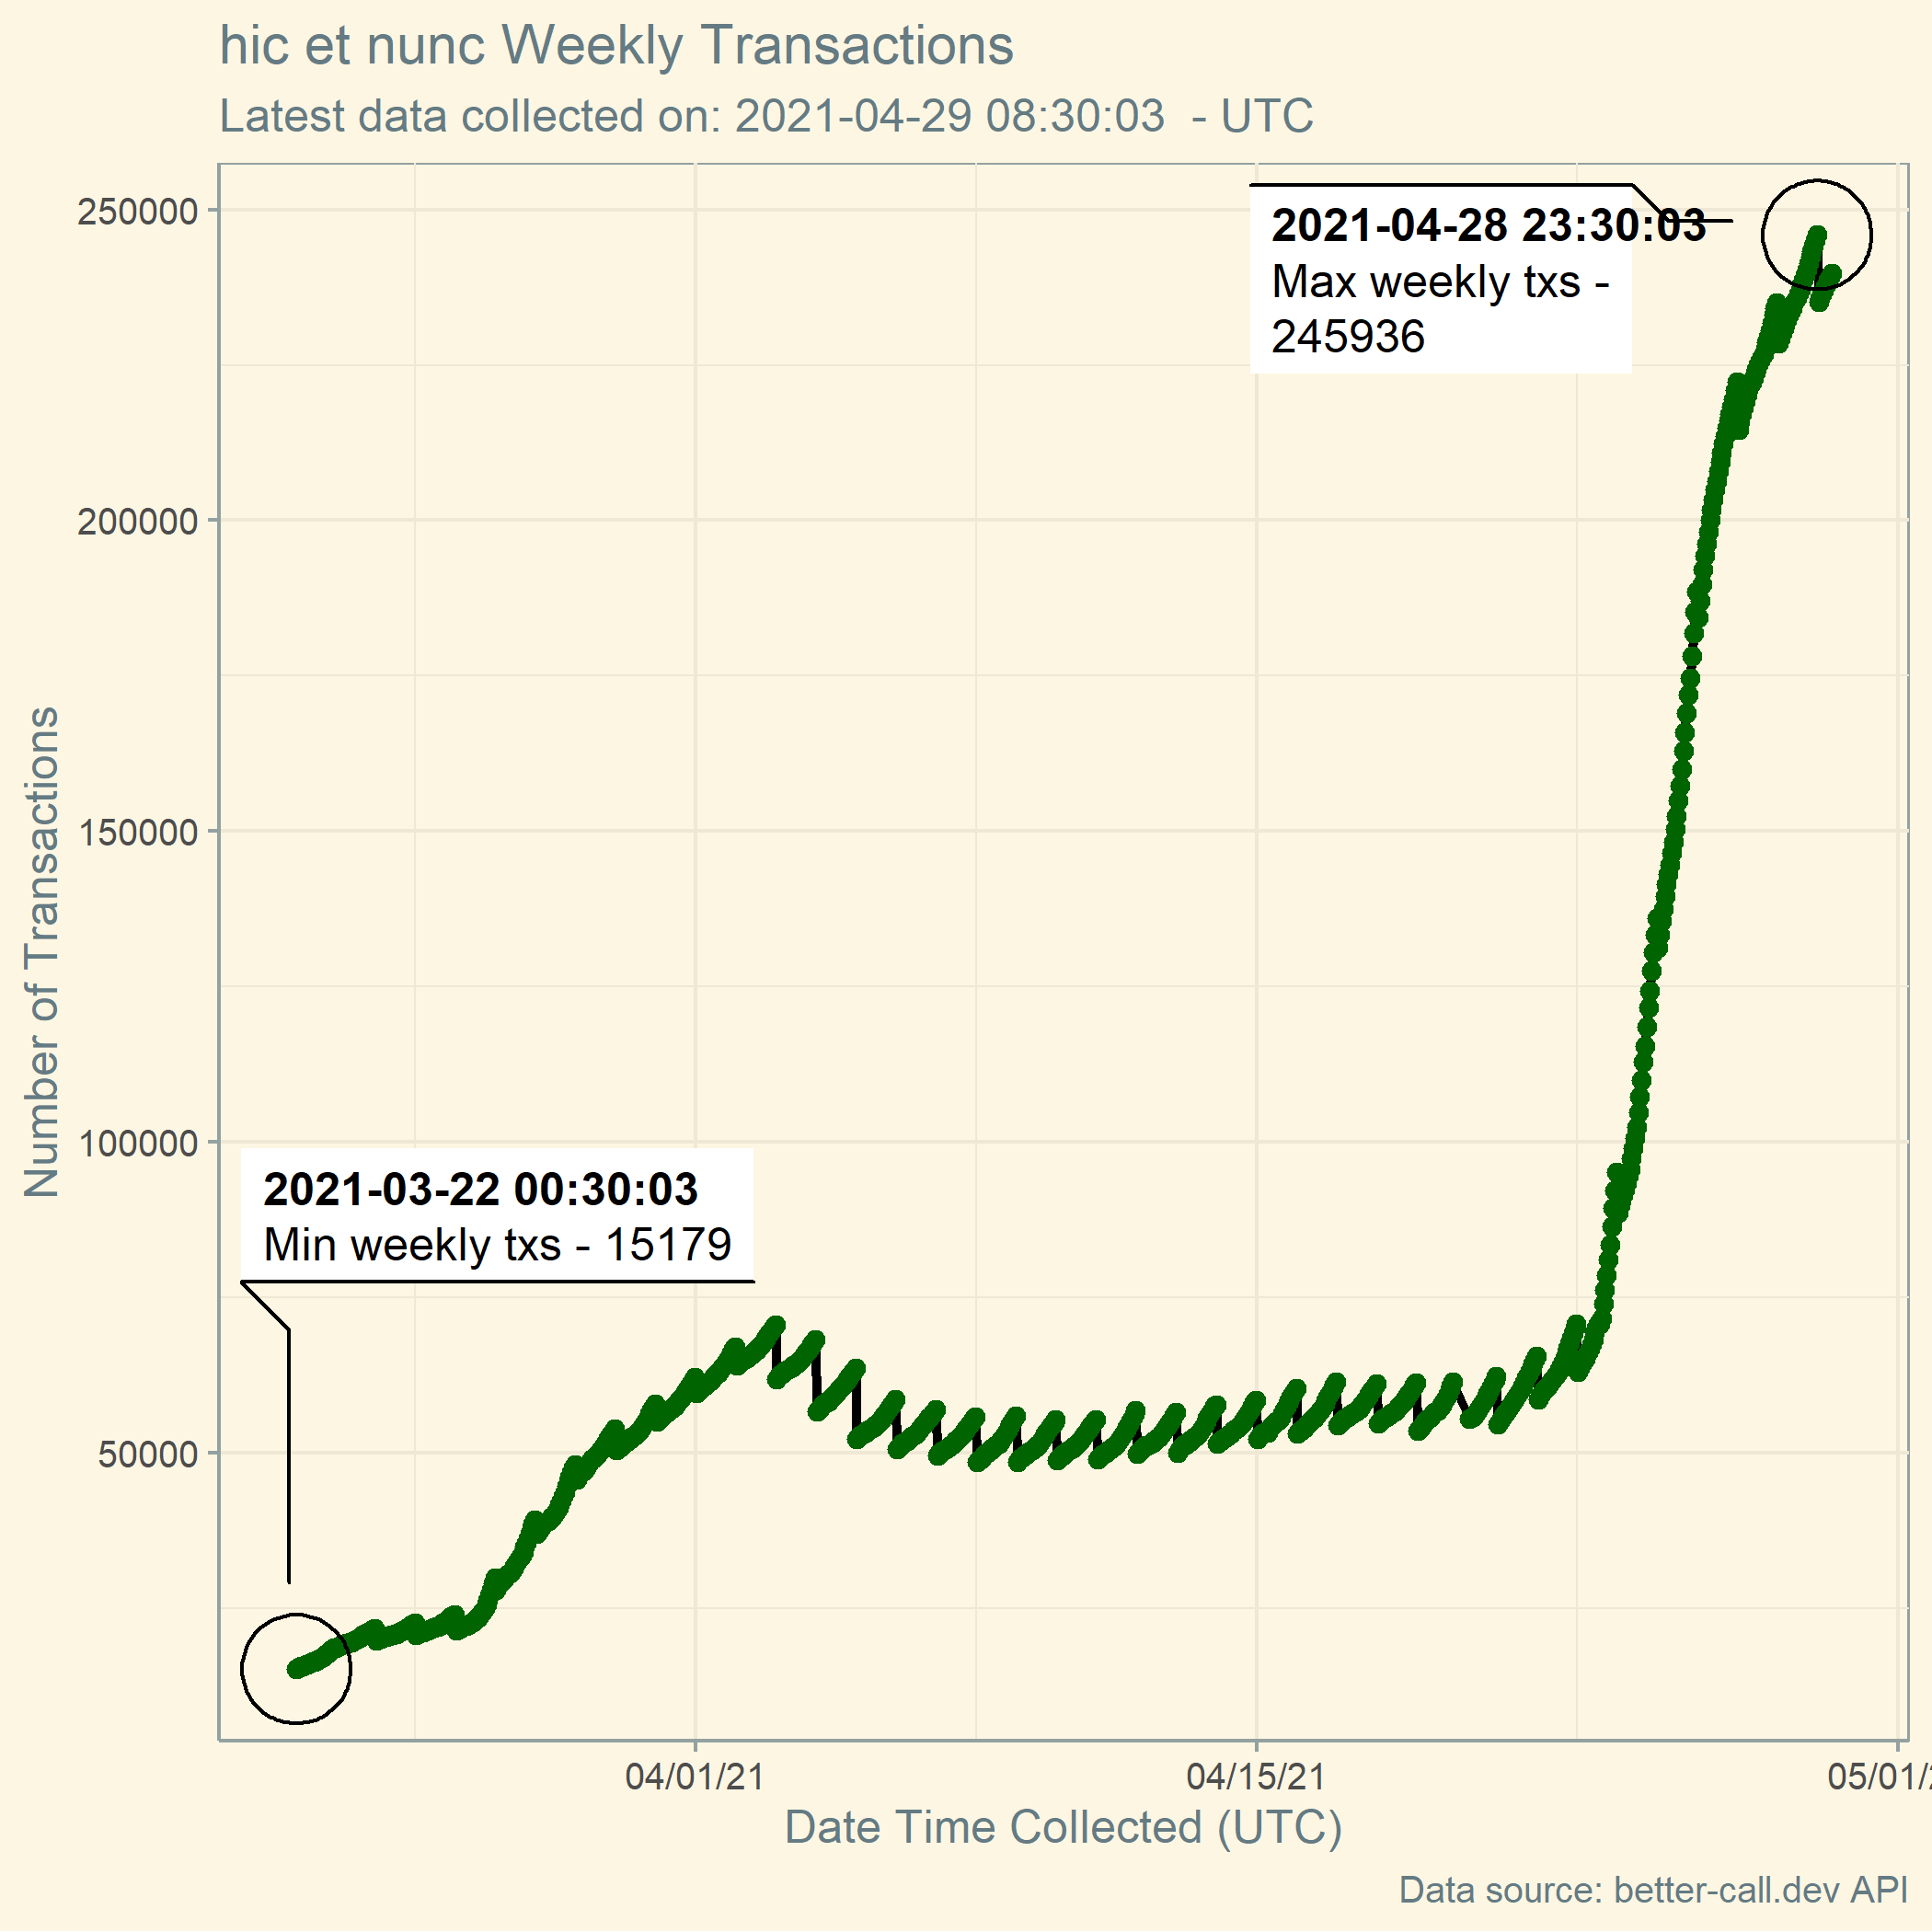 hic et nunc Weekly Transactions
Latest data collected on: 2021-04-29 08:30:03 - UTC
250000
200000
150000
100000
50000
Number of Transactions
2021-04-28 23:30:03
Max weekly txs -
245936
2021-03-22 00:30:03
Min weekly txs - 15179
04/01/21
04/15/21
05/01/2
Date Time Collected (UTC)
Data source: better-call.dev API